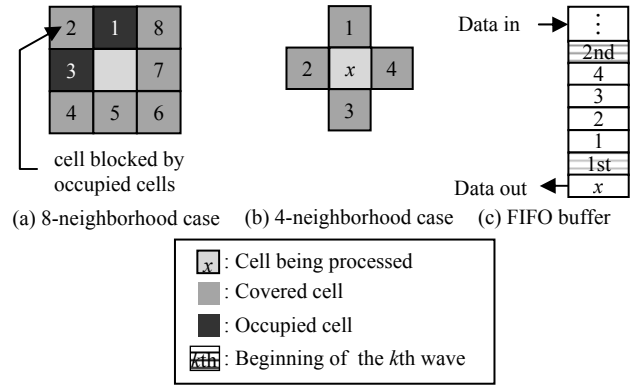 2 1 8
3 7
4 5 6
cell blocked by
occupied cells
(a) 8-neighborhood case
1
2 x 4
3
(b) 4-neighborhood case
Data in
⋮
2nd
4
3
2
1
1st
x
Data out
(c) FIFO buffer
x : Cell being processed
: Covered cell
: Occupied cell
kth : Beginning of the kth wave